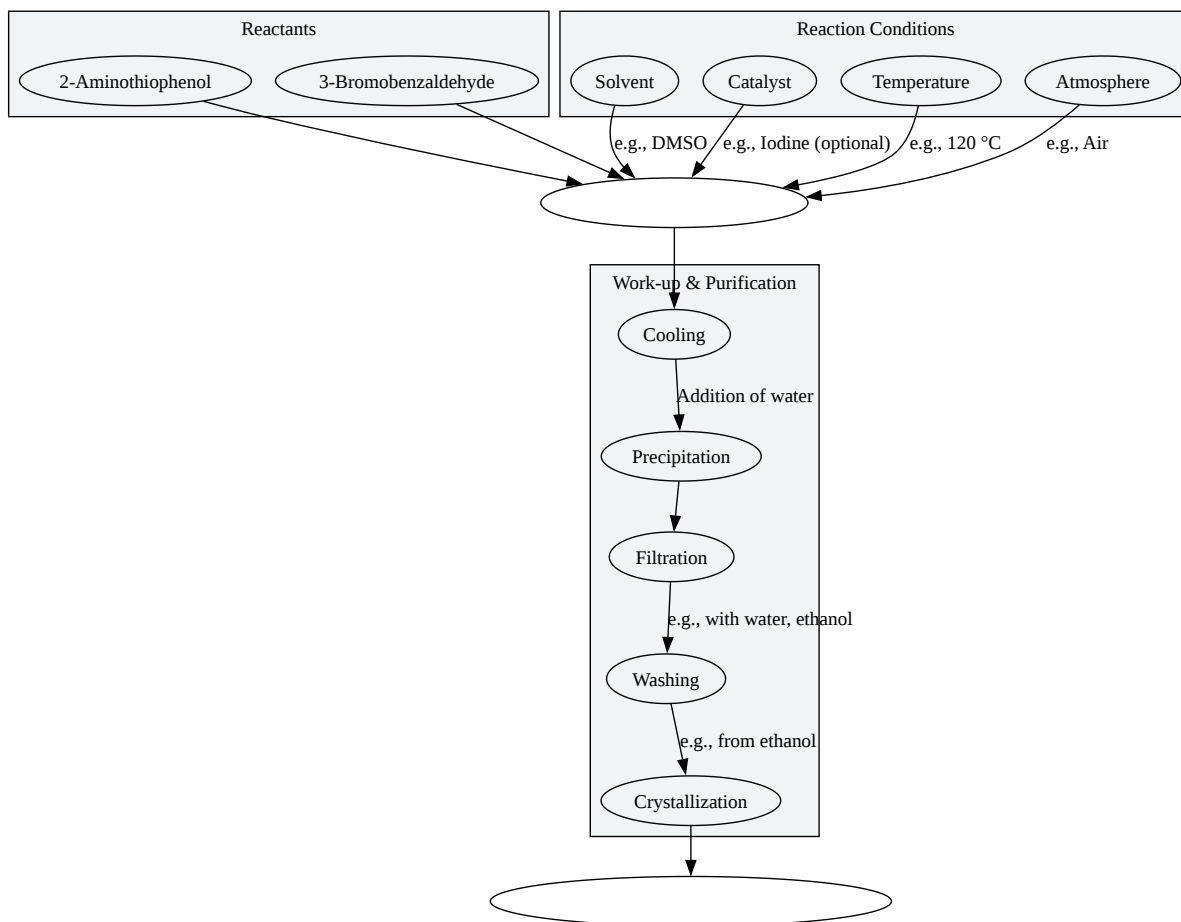 Reactants
Reaction Conditions
2-Aminothiophenol
3-Bromobenzaldehyde
Solvent
Catalyst
Temperature
Atmosphere
e.g., DMSO
e.g., Iodine (optional)
e.g., 120 °C
e.g., Air
Work-up & Purification
Cooling
Addition of water
Precipitation
Filtration
e.g., with water, ethanol
Washing
e.g., from ethanol
Crystallization